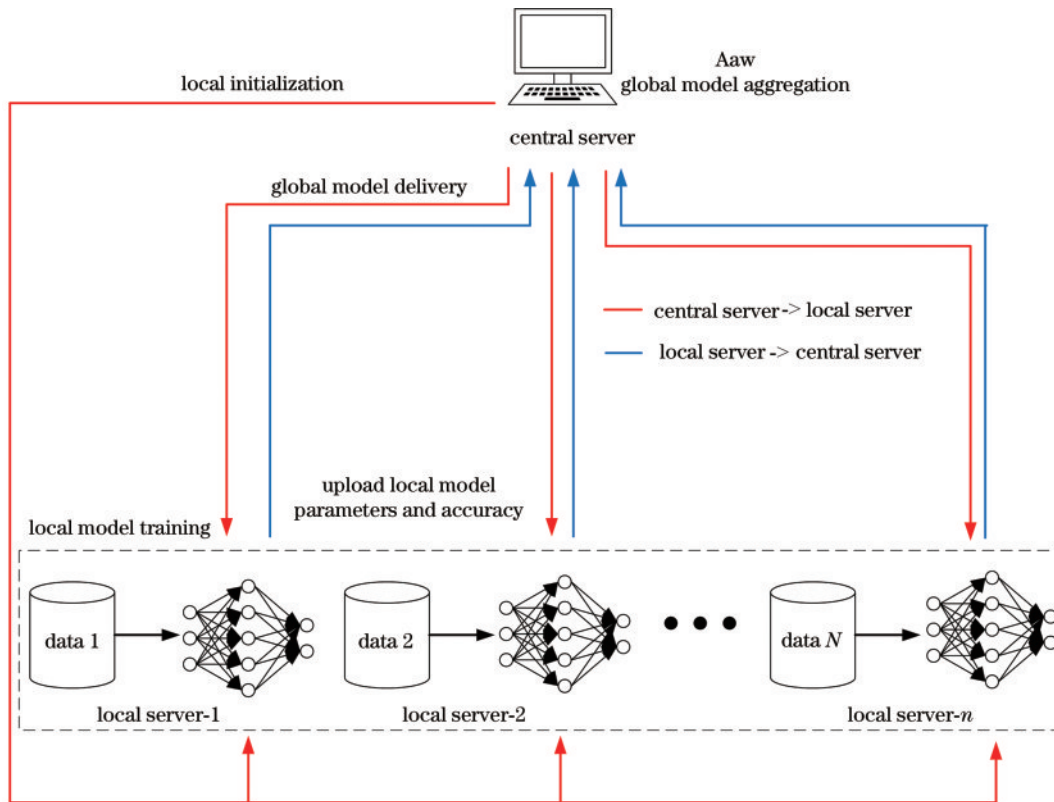 Aaw
local initialization
global model aggregation
central server
global model delivery
central server-> local server
local server -> central server
upload local model
parameters and accuracy
local model training
data 1
data 2
data N
local server-1
local server-2
local server-n